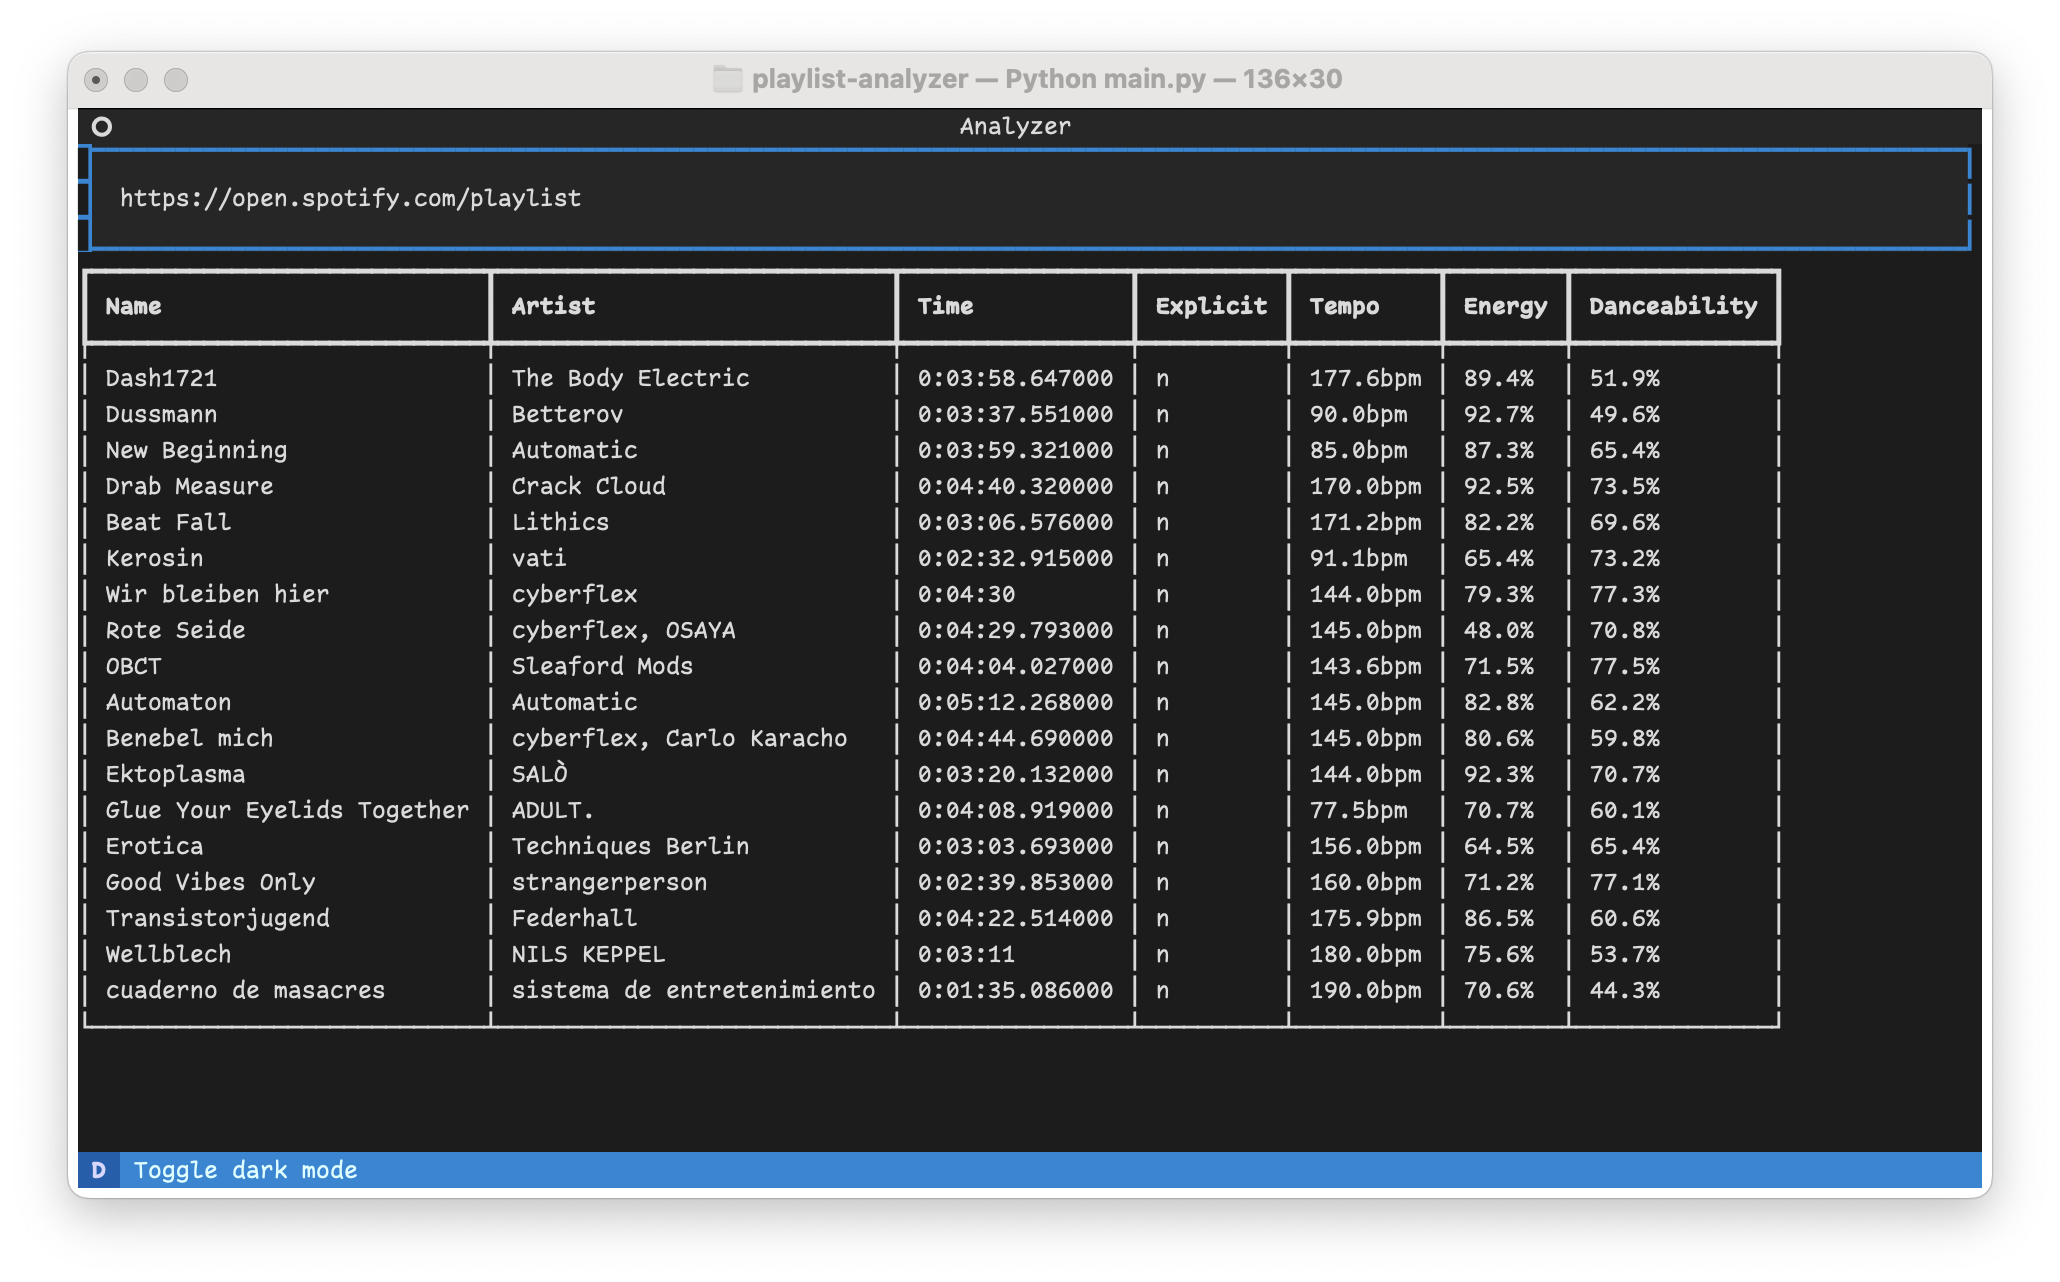 playlist-analyzer — Python main.py — 136×30
Analyzer
https://open.spotify.com/playlist
Name Artist Time Explicit Tempo Energy Danceability
Dash1721 The Body Electric 0:03:58.647000 n 177.6bpm 89.4% 51.9%
Dussmann Betterov 0:03:37.551000 n 90.0bpm 92.7% 49.6%
New Beginning Automatic 0:03:59.321000 n 85.0bpm 87.3% 65.4%
Drab Measure Crack Cloud 0:04:40.320000 n 170.0bpm 92.5% 73.5%
Beat Fall Lithics 0:03:06.576000 n 171.2bpm 82.2% 69.6%
Kerosin vati 0:02:32.915000 n 91.1bpm 65.4% 73.2%
Wir bleiben hier cyberflex 0:04:30 n 144.0bpm 79.3% 77.3%
Rote Seide cyberflex, OSAYA 0:04:29.793000 n 145.0bpm 48.0% 70.8%
OBCT Sleaford Mods 0:04:04.027000 n 143.6bpm 71.5% 77.5%
Automaton Automatic 0:05:12.268000 n 145.0bpm 82.8% 62.2%
Benebel mich cyberflex, Carlo Karacho 0:04:44.690000 n 145.0bpm 80.6% 59.8%
Ektoplasma SALÒ 0:03:20.132000 n 144.0bpm 92.3% 70.7%
Glue Your Eyelids Together ADULT. 0:04:08.919000 n 77.5bpm 70.7% 60.1%
Erotica Techniques Berlin 0:03:03.693000 n 156.0bpm 64.5% 65.4%
Good Vibes Only strangerperson 0:02:39.853000 n 160.0bpm 71.2% 77.1%
Transistorjugend Federhall 0:04:22.514000 n 175.9bpm 86.5% 60.6%
Wellblech NILS KEPPEL 0:03:11 n 180.0bpm 75.6% 53.7%
cuaderno de masacres sistema de entretenimiento 0:01:35.086000 n 190.0bpm 70.6% 44.3%
D Toggle dark mode